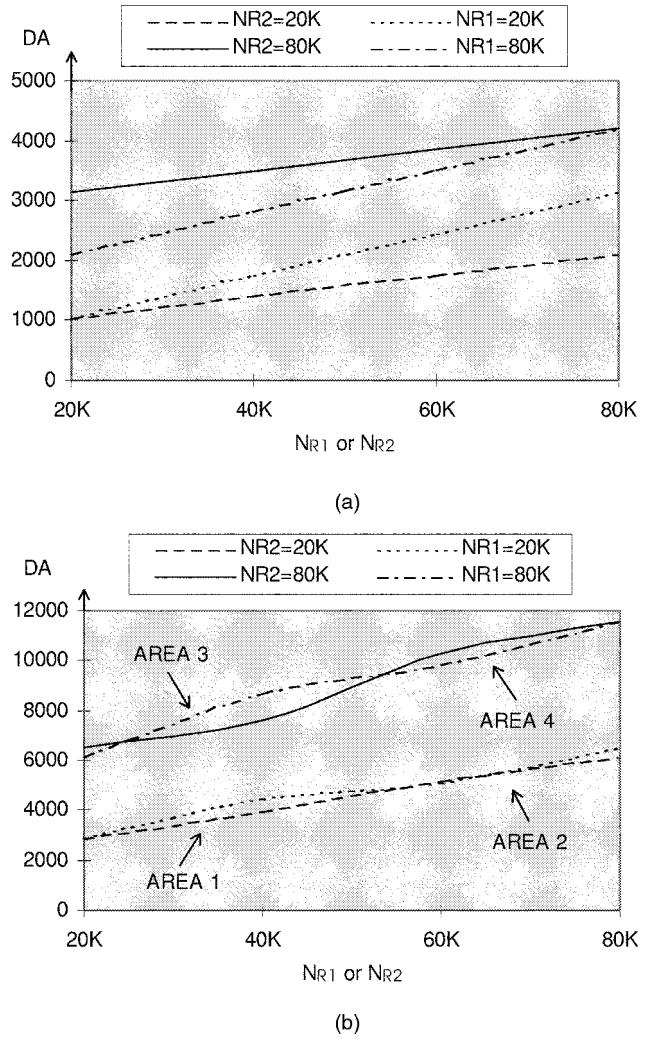 NR2=20K NR1=20K
NR2=80K NR1=80K
DA
5000
4000
3000
2000
1000
0
20K 40K 60K 80K
NR1 or NR2
(a)
NR2=20K NR1=20K
NR2=80K NR1=80K
DA
12000
10000
8000
6000
4000
2000
0
AREA 3
AREA 4
AREA 2
AREA 1
20K 40K 60K 80K
NR1 or NR2
(b)